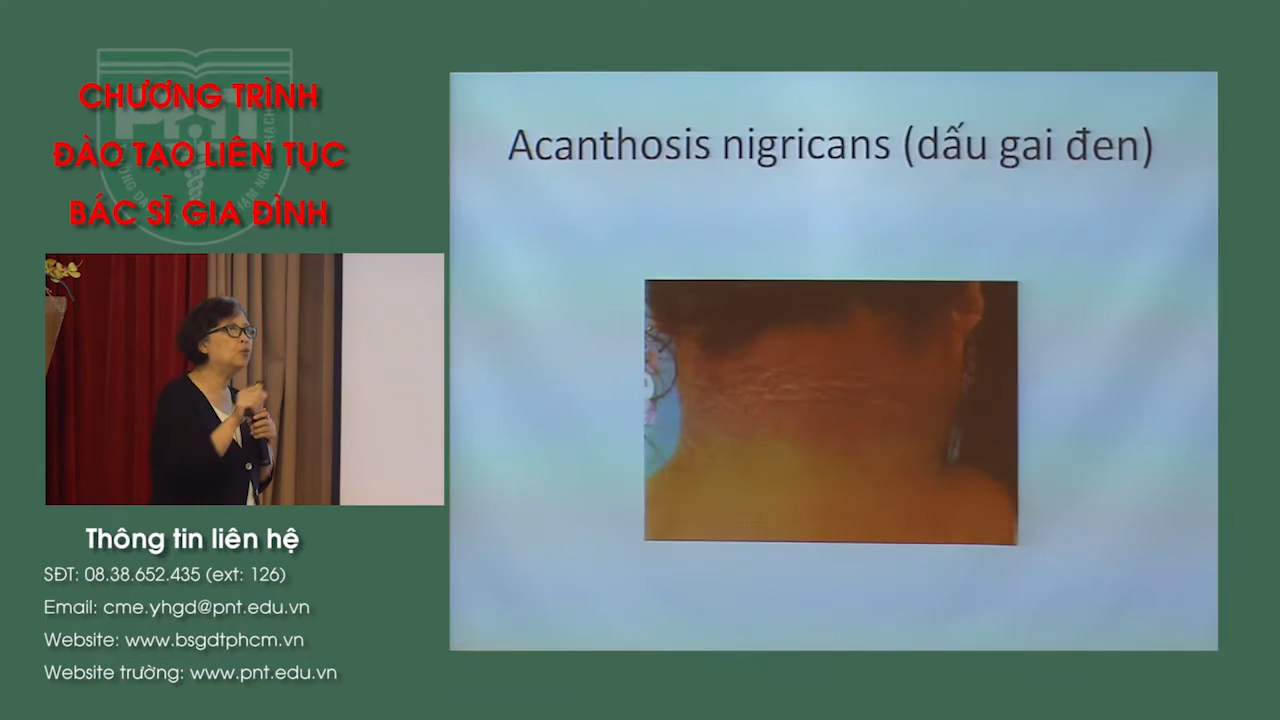 CHƯƠNG TRÌNH
ĐÀO TẠO LIÊN TỤC
BÁC SĨ GIA ĐÌNH
Acanthosis nigricans (dấu gai đen)
Thông tin liên hệ
SĐT: 08.38.652.435 (ext: 126)
Email: cme.yhgd@pnt.edu.vn
Website: www.bsgdtphcm.vn
Website trường: www.pnt.edu.vn